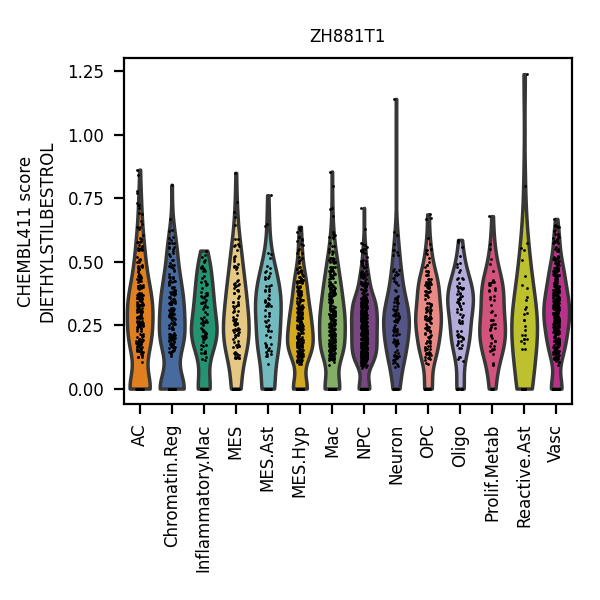 ZH881T1
CHEMBL411 score
DIETHYLSTILBESTROL
1.25
1.00
0.75
0.50
0.25
0.00
AC
Chromatin.Reg
Inflammatory.Mac
MES
MES.Ast
MES.Hyp
Mac
NPC
Neuron
OPC
Oligo
Prolif.Metab
Reactive.Ast
Vasc